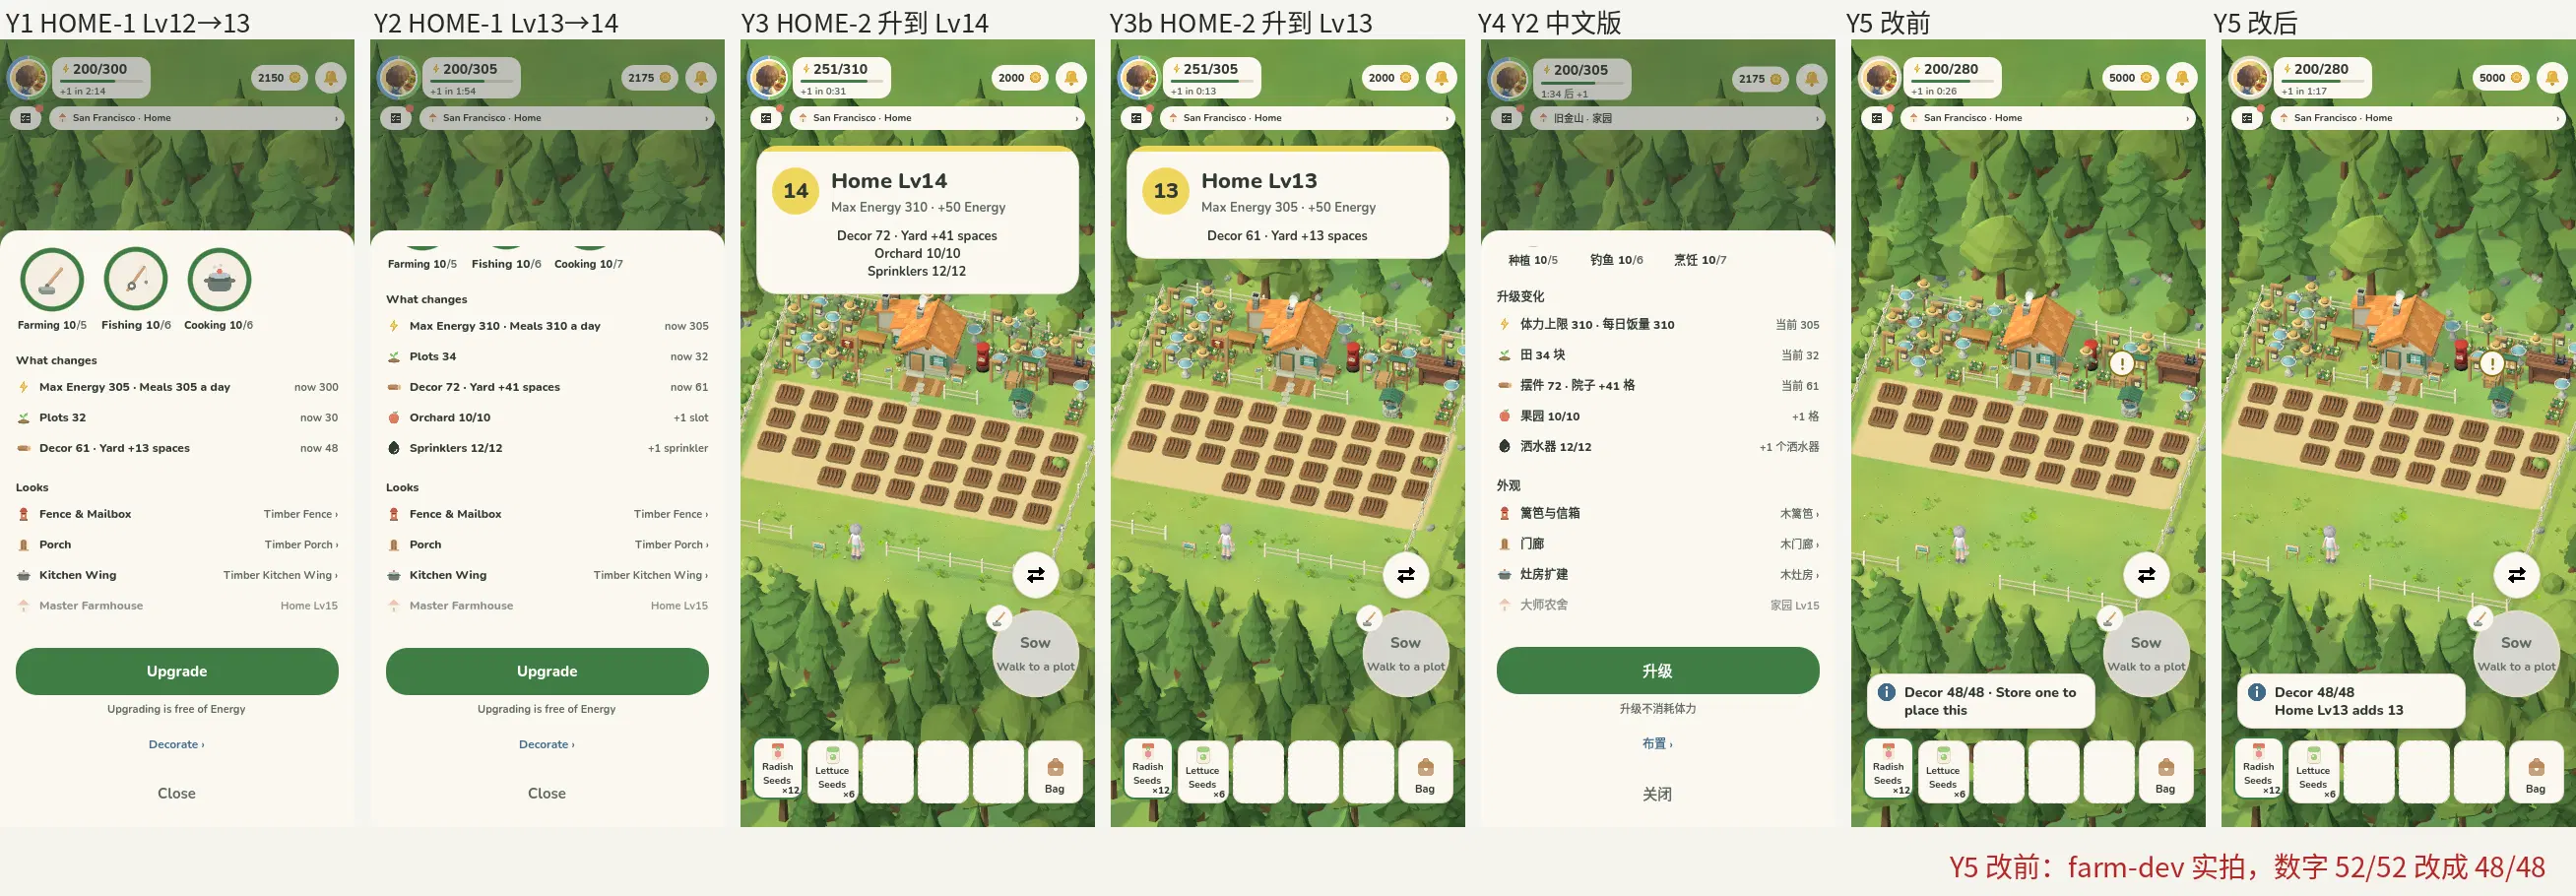 Y1 HOME-1 Lv12→13
200/300
+1 in 2:14
2150
San Francisco · Home ›
Farming 10/5
Fishing 10/6
Cooking 10/6
What changes
Max Energy 305 · Meals 305 a day
now 300
Plots 32
now 30
Decor 61 · Yard +13 spaces
now 48
Looks
Fence & Mailbox
Timber Fence ›
Porch
Timber Porch ›
Kitchen Wing
Timber Kitchen Wing ›
Master Farmhouse
Home Lv15
Upgrade
Upgrading is free of Energy
Decorate ›
Close
Y2 HOME-1 Lv13→14
200/305
+1 in 1:54
2175
San Francisco · Home ›
Farming 10/5
Fishing 10/6
Cooking 10/7
What changes
Max Energy 310 · Meals 310 a day
now 305
Plots 34
now 32
Decor 72 · Yard +41 spaces
now 61
Orchard 10/10
+1 slot
Sprinklers 12/12
+1 sprinkler
Looks
Fence & Mailbox
Timber Fence ›
Porch
Timber Porch ›
Kitchen Wing
Timber Kitchen Wing ›
Master Farmhouse
Home Lv15
Upgrade
Upgrading is free of Energy
Decorate ›
Close
Y3 HOME-2 升到 Lv14
251/310
+1 in 0:31
2000
San Francisco · Home ›
14
Home Lv14
Max Energy 310 · +50 Energy
Decor 72 · Yard +41 spaces
Orchard 10/10
Sprinklers 12/12
Sow
Walk to a plot
Radish
Seeds
×12
Lettuce
Seeds
×6
Bag
Y3b HOME-2 升到 Lv13
251/305
+1 in 0:13
2000
San Francisco · Home ›
13
Home Lv13
Max Energy 305 · +50 Energy
Decor 61 · Yard +13 spaces
Sow
Walk to a plot
Radish
Seeds
×12
Lettuce
Seeds
×6
Bag
Y4 Y2 中文版
200/305
1:34 后 +1
2175
旧金山 · 家园 ›
种植 10/5
钓鱼 10/6
烹饪 10/7
升级变化
体力上限 310 · 每日饭量 310
当前 305
田 34 块
当前 32
摆件 72 · 院子 +41 格
当前 61
果园 10/10
+1 格
洒水器 12/12
+1 个洒水器
外观
篱笆与信箱
木篱笆 ›
门廊
木门廊 ›
灶房扩建
木灶房 ›
大师农舍
家园 Lv15
升级
升级不消耗体力
布置 ›
关闭
Y5 改前
200/280
+1 in 0:26
5000
San Francisco · Home ›
!
Sow
Walk to a plot
Decor 48/48 · Store one to
place this
Radish
Seeds
×12
Lettuce
Seeds
×6
Bag
Y5 改后
200/280
+1 in 1:17
5000
San Francisco · Home ›
!
Sow
Walk to a plot
Decor 48/48
Home Lv13 adds 13
Radish
Seeds
×12
Lettuce
Seeds
×6
Bag
Y5 改前：farm-dev 实拍，数字 52/52 改成 48/48